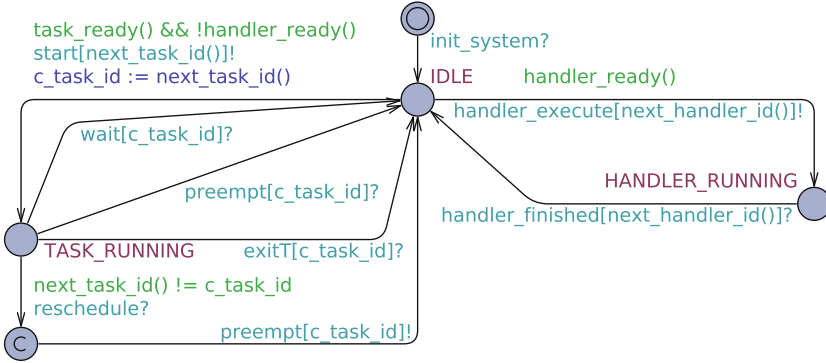 task_ready() && !handler_ready()
start[next_task_id()]!
c_task_id := next_task_id()
init_system?
IDLE
handler_ready()
handler_execute[next_handler_id()]!
wait[c_task_id]?
preempt[c_task_id]?
HANDLER_RUNNING
handler_finished[next_handler_id()]?
TASK_RUNNING
exitT[c_task_id]?
next_task_id() != c_task_id
reschedule?
preempt[c_task_id]!
C